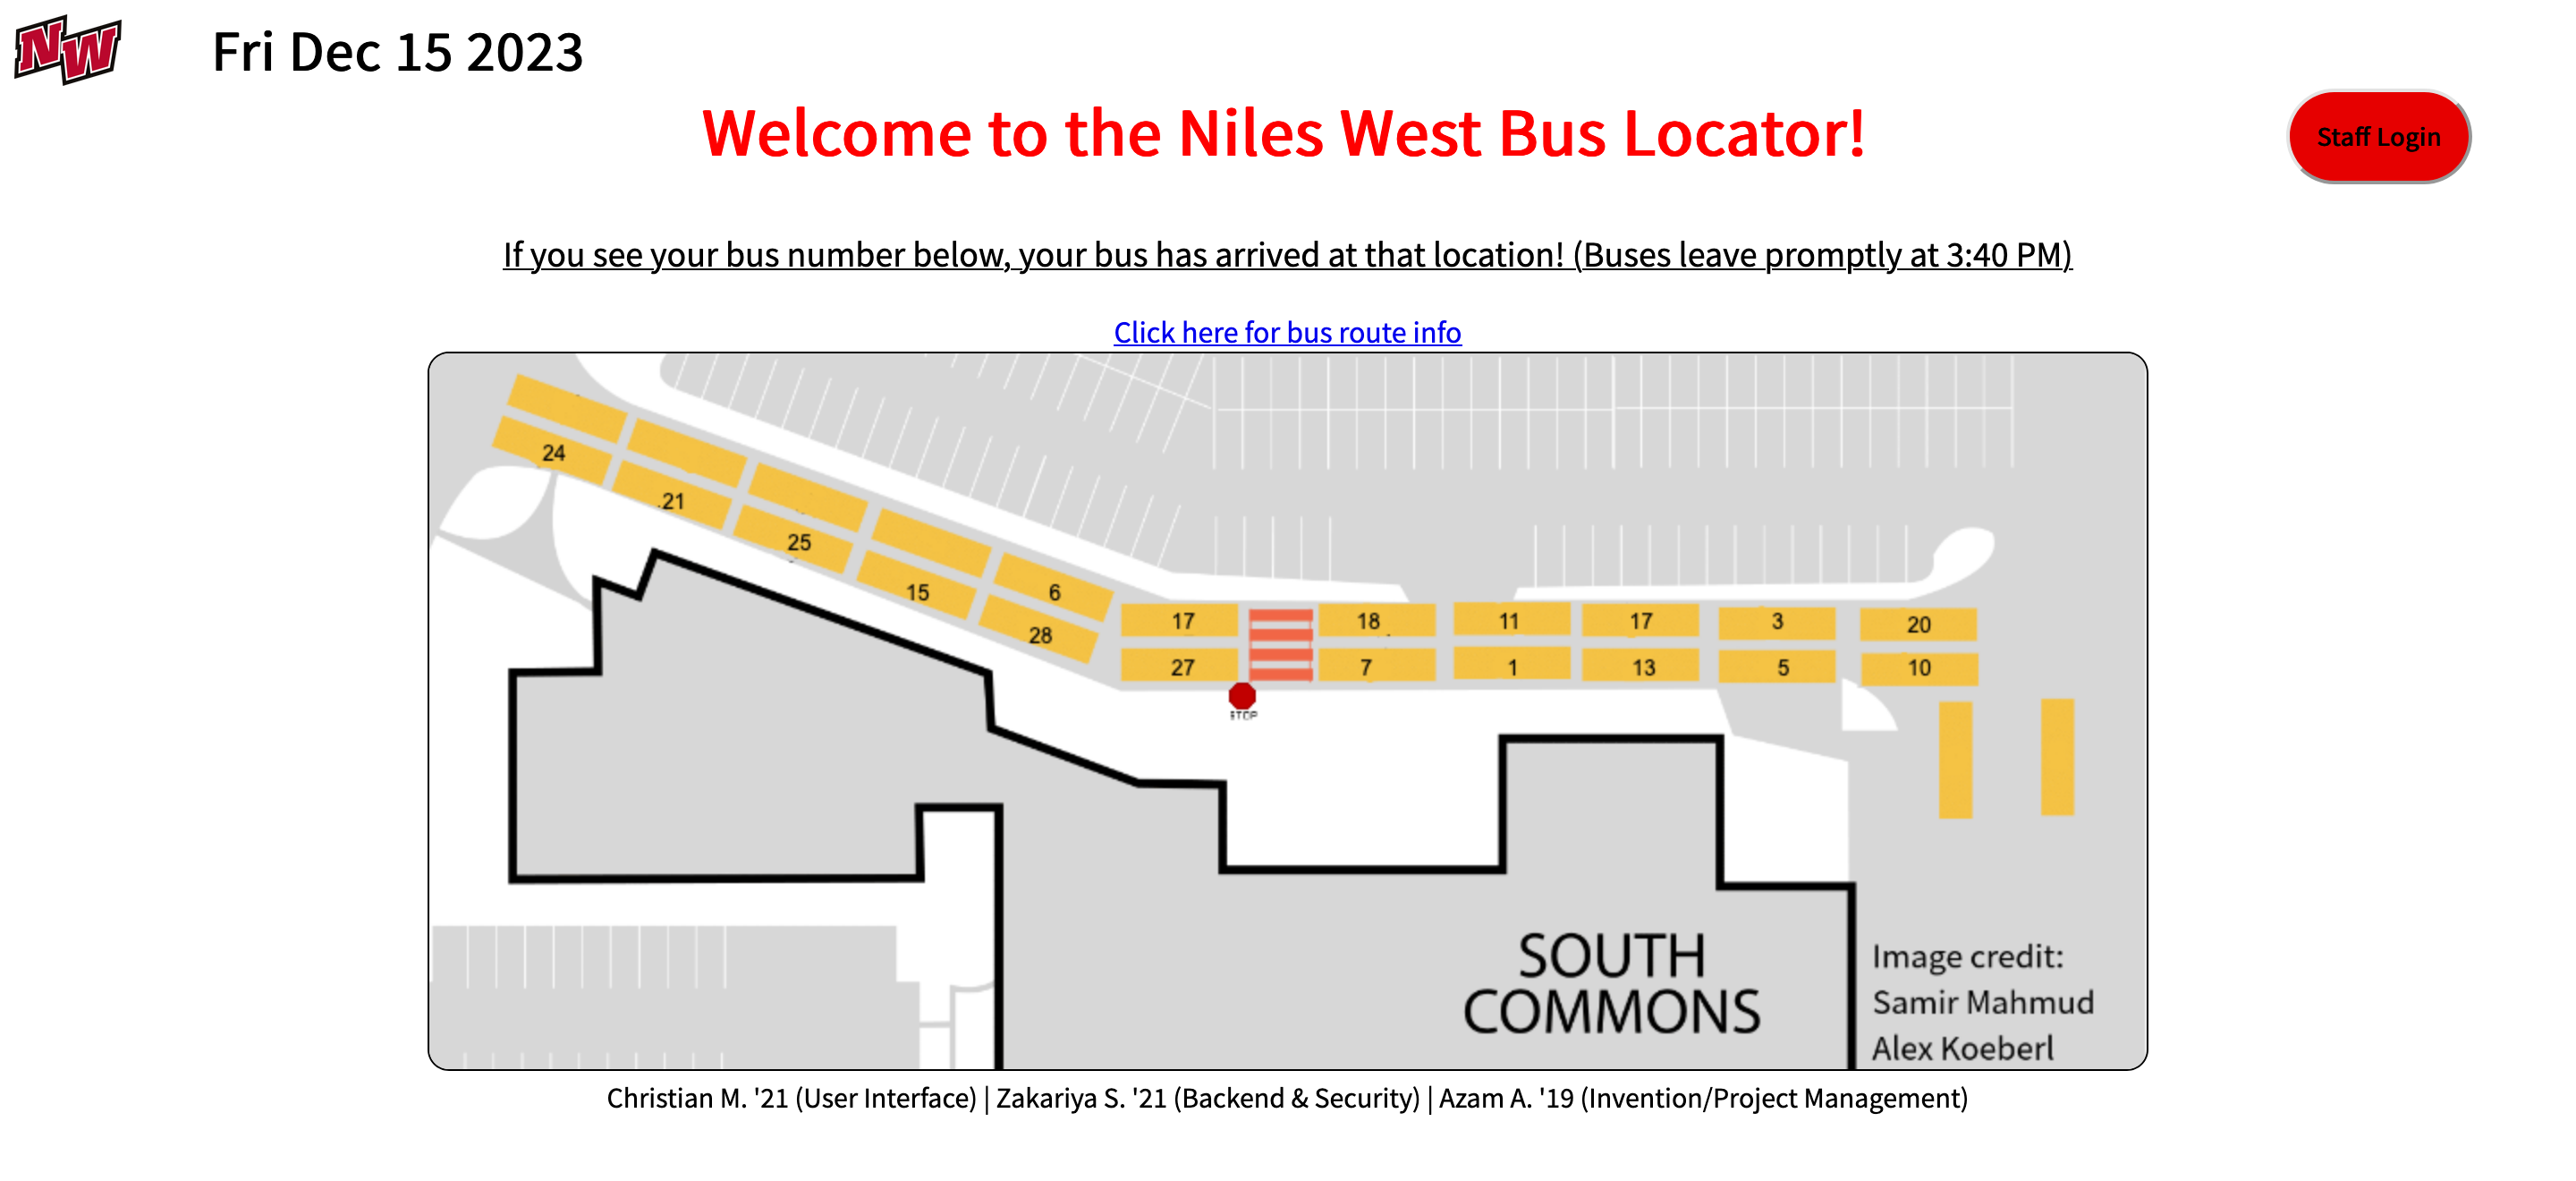 NW
Fri Dec 15 2023
Welcome to the Niles West Bus Locator!
Staff Login
If you see your bus number below, your bus has arrived at that location! (Buses leave promptly at 3:40 PM)
Click here for bus route info
24
21
25
15
6
28
17
18
11
17
3
20
27
7
1
13
5
10
STOP
SOUTH
COMMONS
Image credit:
Samir Mahmud
Alex Koeberl
Christian M. '21 (User Interface) | Zakariya S. '21 (Backend & Security) | Azam A. '19 (Invention/Project Management)